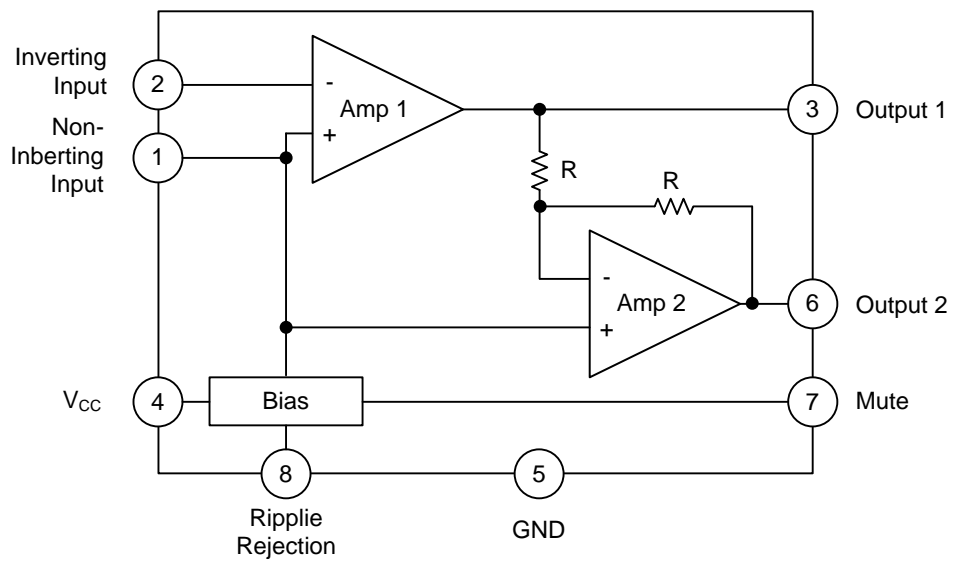 Inverting
Input
2
-
Amp 1
+
3
Output 1
Non-
Inberting
Input
1
R
R
-
Amp 2
+
6
Output 2
VCC
4
Bias
7
Mute
8
5
Ripplie
Rejection
GND